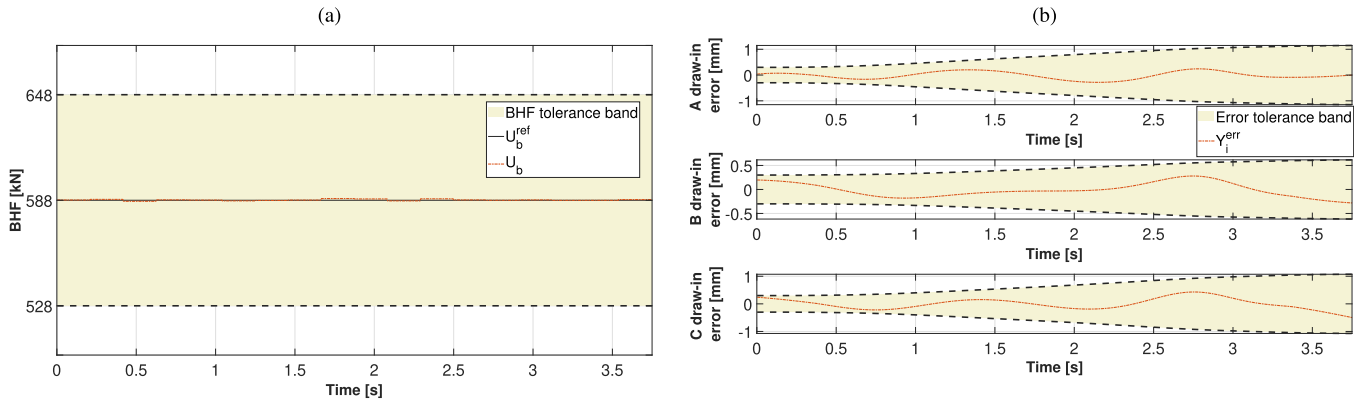 (a)
648
588
528
BHF [kN]
0 0.5 1 1.5 2 2.5 3 3.5
Time [s]
BHF tolerance band
U_b^ref
U_b
(b)
A draw-in
error [mm]
1
0
-1
0 0.5 1 1.5 2 2.5 3 3.5
Time [s]
Error tolerance band
Y_i^err
B draw-in
error [mm]
0.5
0
-0.5
0 0.5 1 1.5 2 2.5 3 3.5
Time [s]
C draw-in
error [mm]
1
0
-1
0 0.5 1 1.5 2 2.5 3 3.5
Time [s]